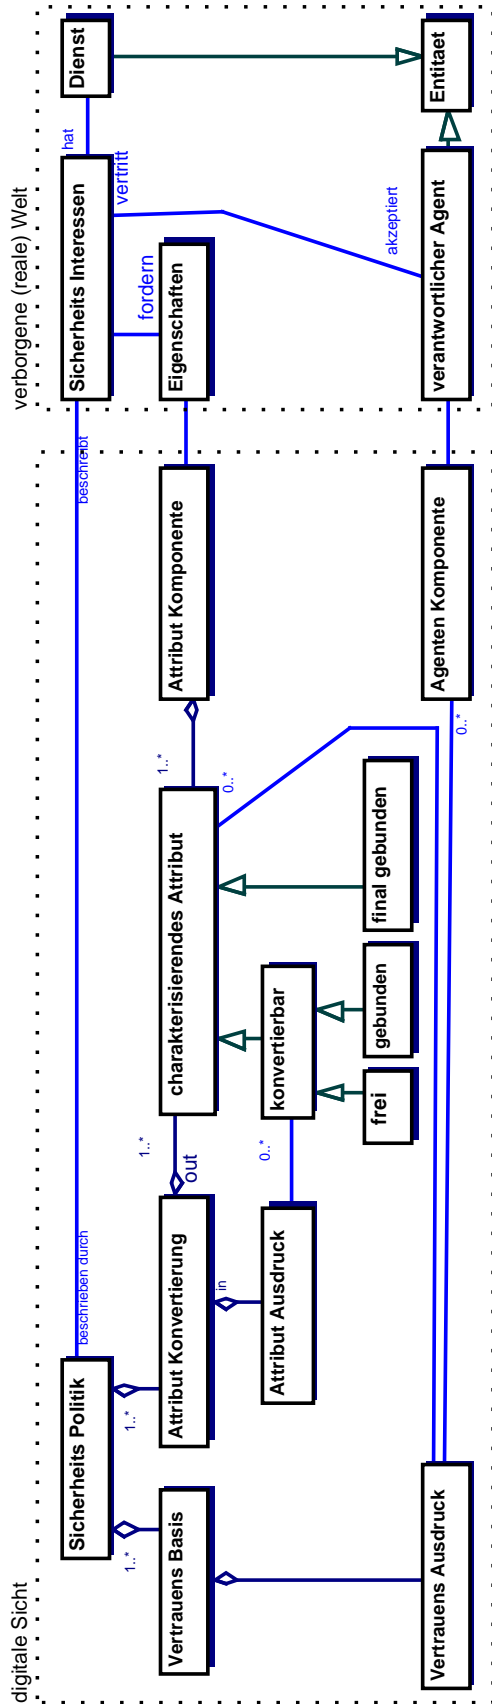 digitale Sicht
verborgene (reale) Welt
Sicherheits Politik
beschrieben durch
beschreibt
Sicherheits Interessen
hat
Dienst
vertritt
fordern
1..*
1..*
Vertrauens Basis
Attribut Konvertierung
1..*
out
charakterisierendes Attribut
1..*
0..*
Attribut Komponente
Eigenschaften
in
Attribut Ausdruck
0..*
konvertierbar
frei
gebunden
final gebunden
akzeptiert
Vertrauens Ausdruck
0..*
Agenten Komponente
verantwortlicher Agent
Entitaet